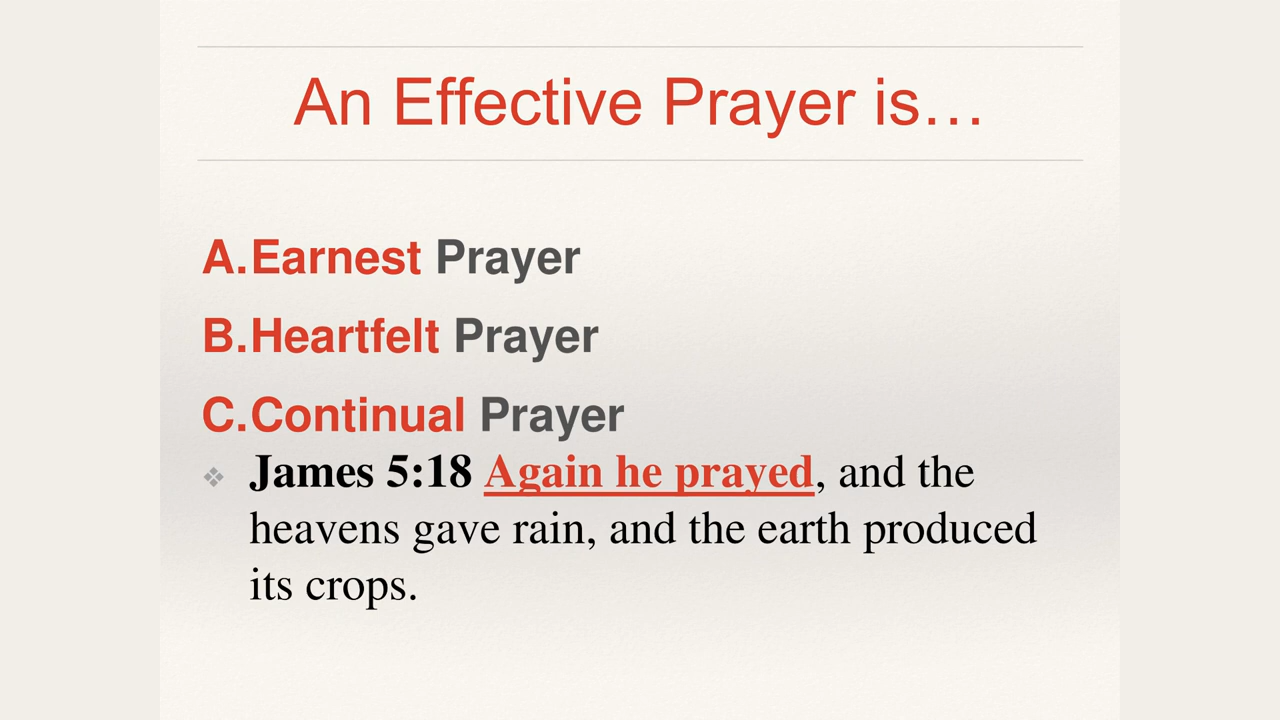 An Effective Prayer is…
A.Earnest Prayer
B.Heartfelt Prayer
C.Continual Prayer
❖ James 5:18 Again he prayed, and the
heavens gave rain, and the earth produced
its crops.